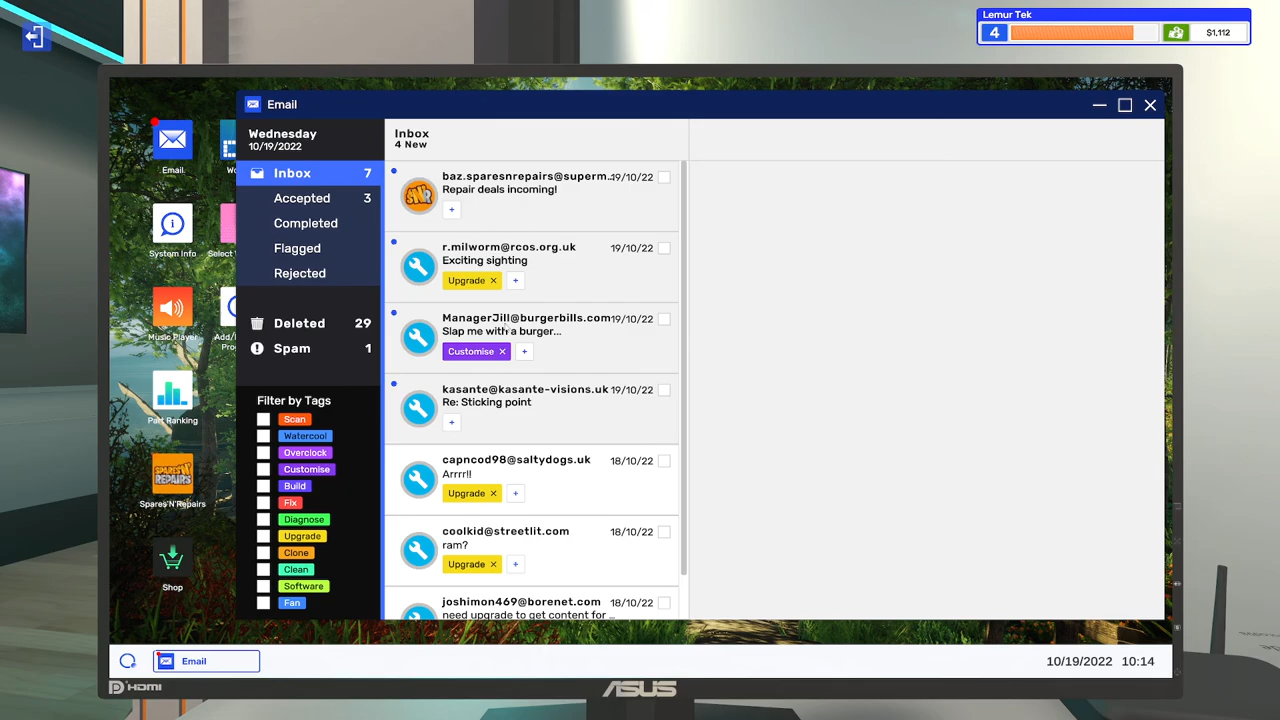 Lemur Tek
4
$1,112
Email
Wednesday
10/19/2022
Inbox 7
Accepted 3
Completed
Flagged
Rejected
Deleted 29
Spam 1
Filter by Tags
Scan
Watercool
Overclock
Customise
Build
Fix
Diagnose
Upgrade
Clone
Clean
Software
Fan
Inbox
4 New
baz.sparesnrepairs@superm.. 19/10/22
Repair deals incoming!
+
SNR
r.milworm@rcos.org.uk 19/10/22
Exciting sighting
Upgrade × +
ManagerJill@burgerbills.com 19/10/22
Slap me with a burger...
Customise × +
kasante@kasante-visions.uk 19/10/22
Re: Sticking point
+
capncod98@saltydogs.uk 18/10/22
Arrrr!!
Upgrade × +
coolkid@streetlit.com 18/10/22
ram?
Upgrade × +
joshimon469@borenet.com 18/10/22
need upgrade to get content for ...
Email
System Info
Select
Music Player
Add/
Part Ranking
SPARES N' REPAIRS
Spares'N'Repairs
Shop
Email
10/19/2022 10:14
HDMI
ASUS